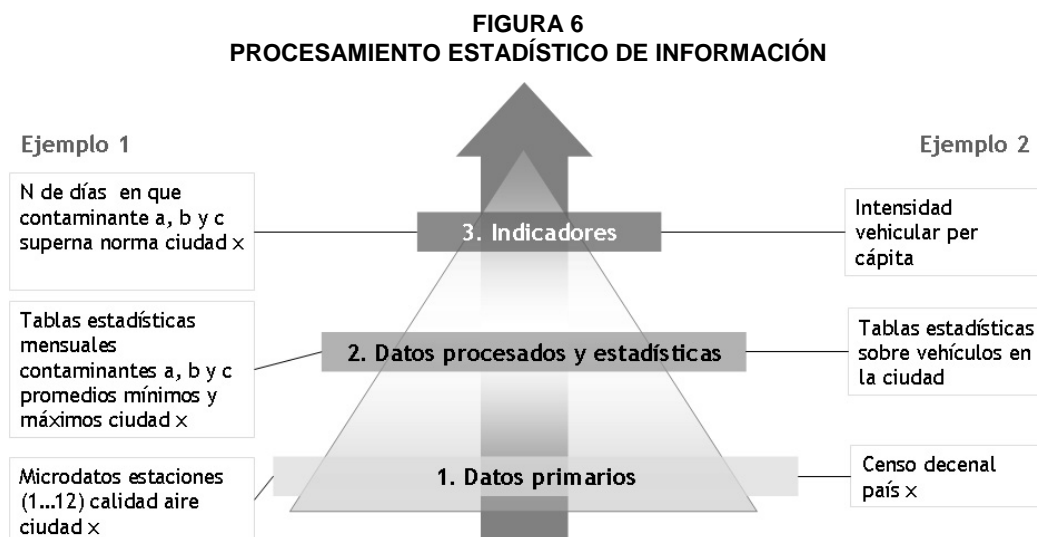 FIGURA 6
PROCESAMIENTO ESTADÍSTICO DE INFORMACIÓN
Ejemplo 1
Ejemplo 2
N de días en que
contaminante a, b y c
superna norma ciudad x
3. Indicadores
Intensidad
vehicular per
cápita
Tablas estadísticas
mensuales
contaminantes a, b y c
promedios mínimos y
máximos ciudad x
2. Datos procesados y estadísticas
Tablas estadísticas
sobre vehículos en
la ciudad
Microdatos estaciones
(1...12) calidad aire
ciudad x
1. Datos primarios
Censo decenal
país x